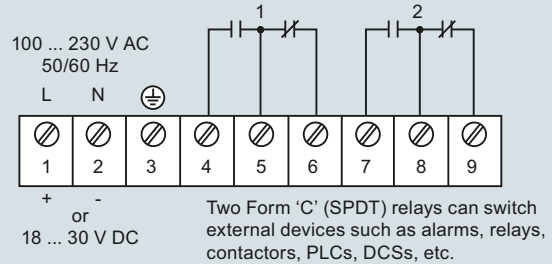 1
2
100 ... 230 V AC
50/60 Hz
L N
1 2 3 4 5 6 7 8 9
+ -
or
18 ... 30 V DC
Two Form ‘C’ (SPDT) relays can switch
external devices such as alarms, relays,
contactors, PLCs, DCSs, etc.